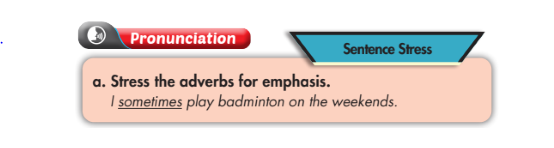 Pronunciation
Sentence Stress
a. Stress the adverbs for emphasis.
I sometimes play badminton on the weekends.